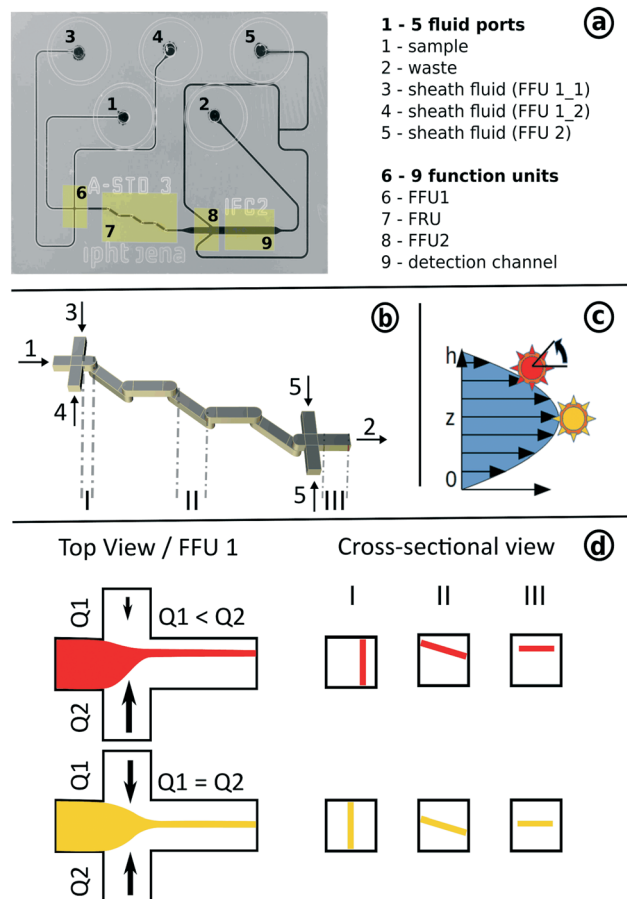 1 - 5 fluid ports
a
1 - sample
2 - waste
3 - sheath fluid (FFU 1_1)
4 - sheath fluid (FFU 1_2)
5 - sheath fluid (FFU 2)
6 - 9 function units
6 - FFU1
7 - FRU
8 - FFU2
9 - detection channel
3
4
5
1
2
A-STD 3
IFC2
6
7
8
9
ipht jena
b
3
1
4
5
2
5
I
II
III
c
h
z
0
d
Top View / FFU 1
Cross-sectional view
Q1
Q1 < Q2
Q2
I
II
III
Q1
Q1 = Q2
Q2